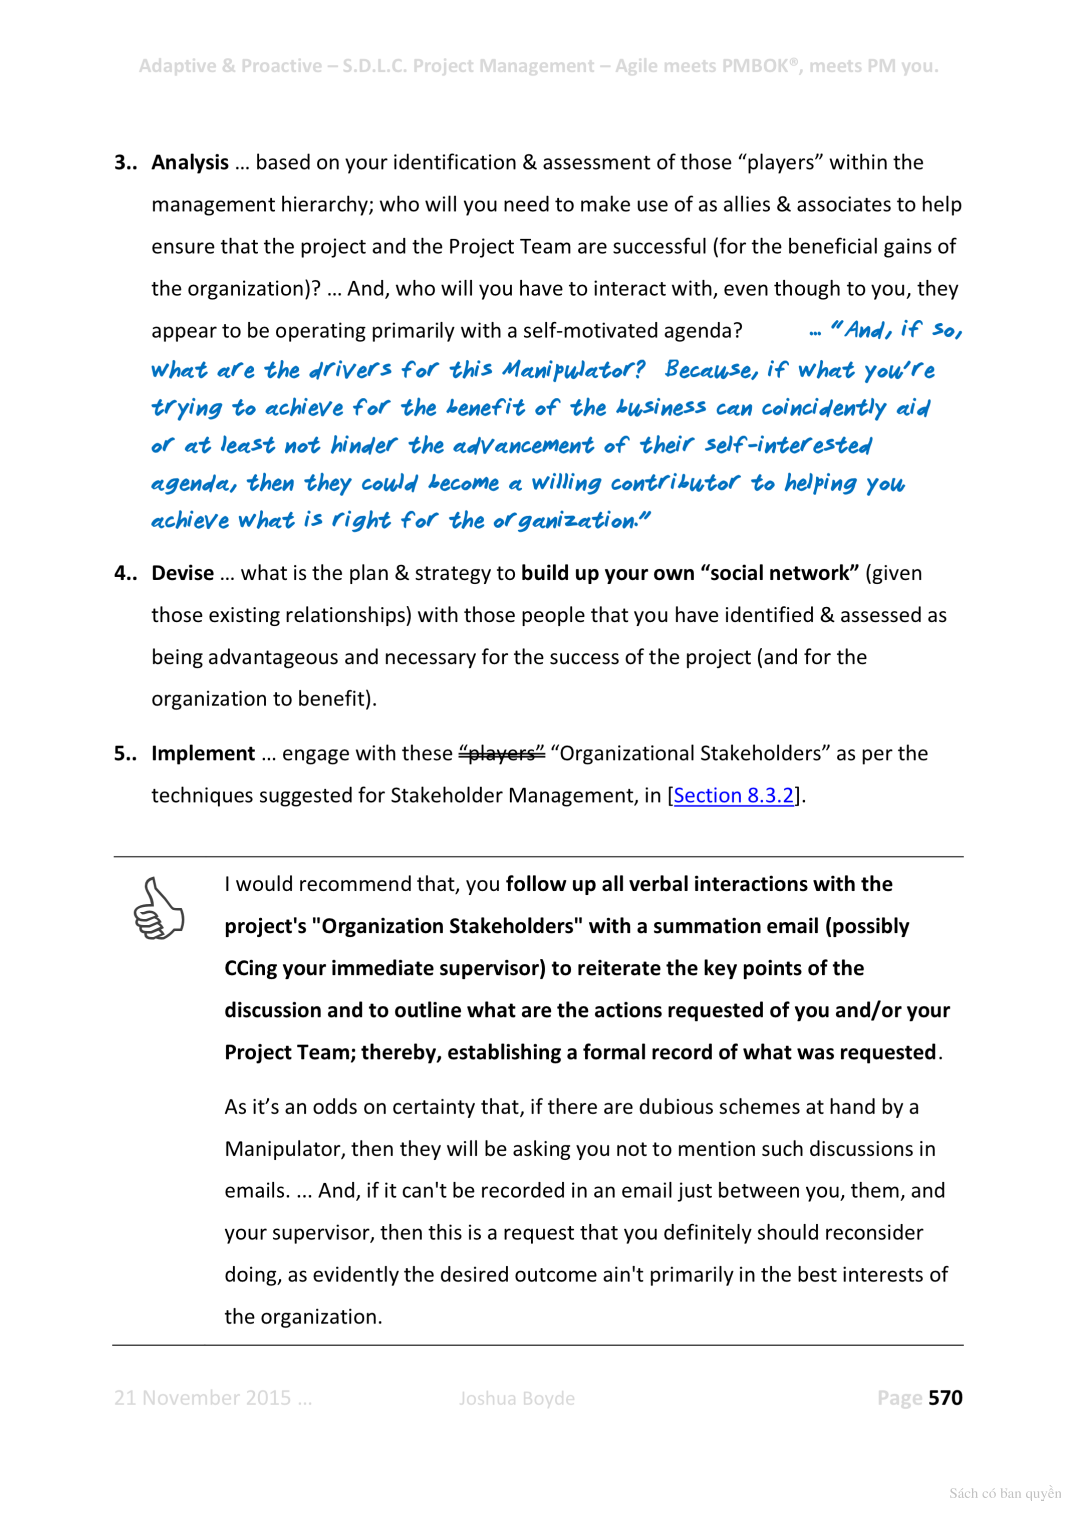 Adaptive & Proactive – S.D.L.C. Project Management – Agile meets PMBOK®, meets PM you.
3.. Analysis … based on your identification & assessment of those “players” within the
management hierarchy; who will you need to make use of as allies & associates to help
ensure that the project and the Project Team are successful (for the beneficial gains of
the organization)? … And, who will you have to interact with, even though to you, they
appear to be operating primarily with a self-motivated agenda? … “And, if so,
what are the drivers for this Manipulator? Because, if what you’re
trying to achieve for the benefit of the business can coincidently aid
or at least not hinder the advancement of their self-interested
agenda, then they could become a willing contributor to helping you
achieve what is right for the organization.”
4.. Devise … what is the plan & strategy to build up your own “social network” (given
those existing relationships) with those people that you have identified & assessed as
being advantageous and necessary for the success of the project (and for the
organization to benefit).
5.. Implement … engage with these “players” “Organizational Stakeholders” as per the
techniques suggested for Stakeholder Management, in [Section 8.3.2].
I would recommend that, you follow up all verbal interactions with the
project's "Organization Stakeholders" with a summation email (possibly
CCing your immediate supervisor) to reiterate the key points of the
discussion and to outline what are the actions requested of you and/or your
Project Team; thereby, establishing a formal record of what was requested.
As it’s an odds on certainty that, if there are dubious schemes at hand by a
Manipulator, then they will be asking you not to mention such discussions in
emails. ... And, if it can't be recorded in an email just between you, them, and
your supervisor, then this is a request that you definitely should reconsider
doing, as evidently the desired outcome ain't primarily in the best interests of
the organization.
21 November 2015 … Joshua Boyde Page 570
Sách có bản quyền